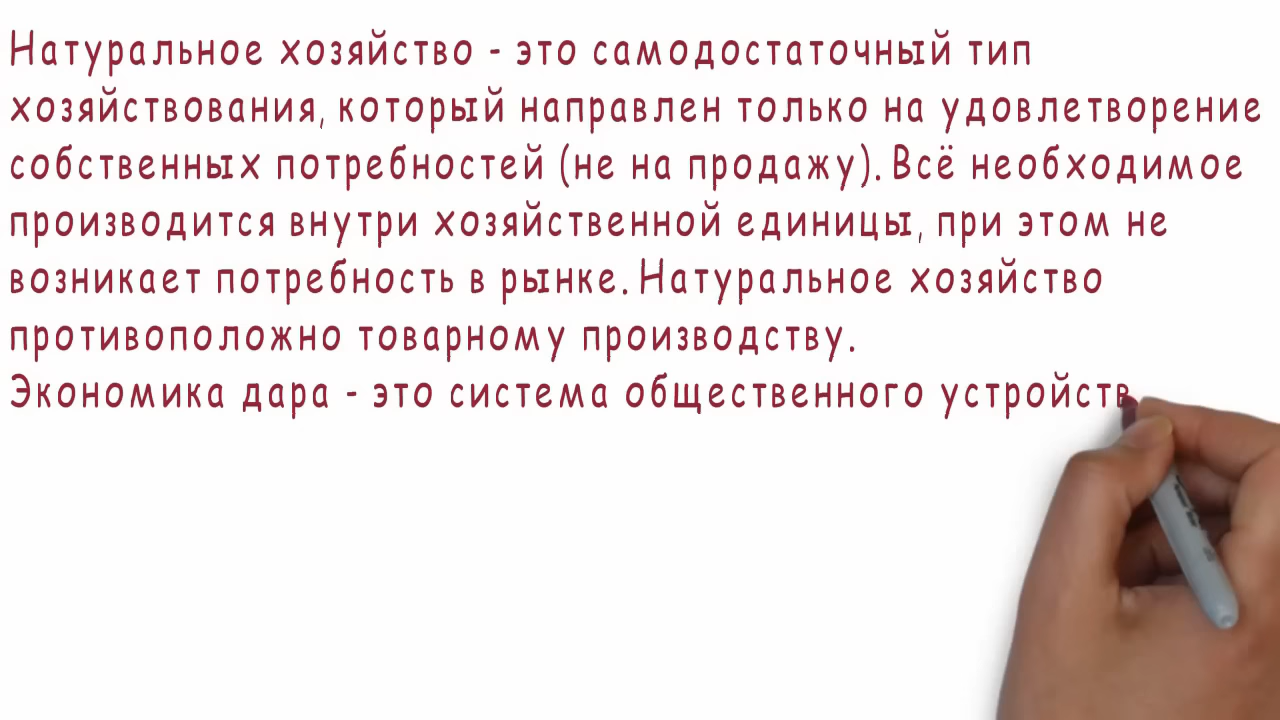 Натуральное хозяйство - это самодостаточный тип
хозяйствования, который направлен только на удовлетворение
собственных потребностей (не на продажу). Всё необходимое
производится внутри хозяйственной единицы, при этом не
возникает потребность в рынке. Натуральное хозяйство
противоположно товарному производству.
Экономика дара - это система общественного устройств